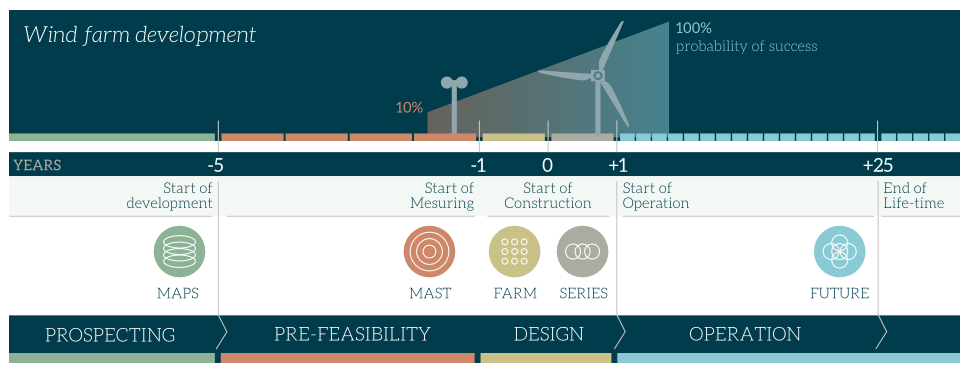 Wind farm development
100%
probability of success
10%
YEARS
-5
-1
0
+1
+25
Start of
development
Start of
Mesuring
Start of
Construction
Start of
Operation
End of
Life-time
MAPS
MAST
FARM
SERIES
FUTURE
PROSPECTING
PRE-FEASIBILITY
DESIGN
OPERATION